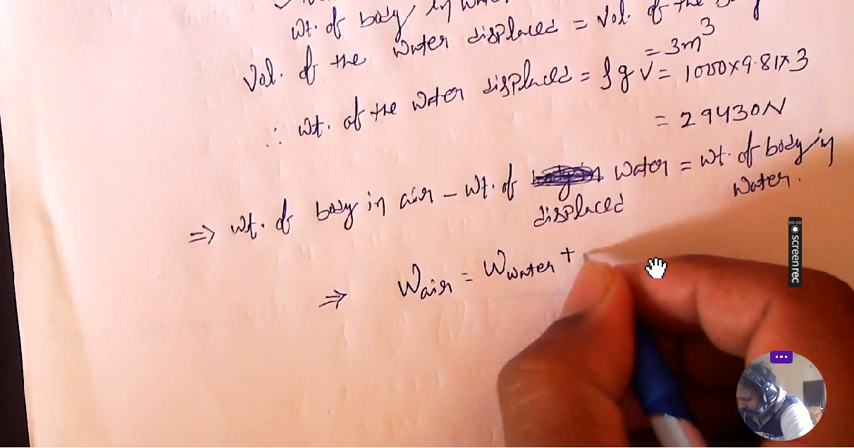 wt. of body in
Vol. of the water displaced = Vol. of the
= 3m³
∴ wt. of the water displaced = ρgV = 1000×9.81×3
= 29430N
⇒ wt. of body in air - wt. of water displaced = wt. of body in water.
⇒ Wair = Wwater +
screenrec